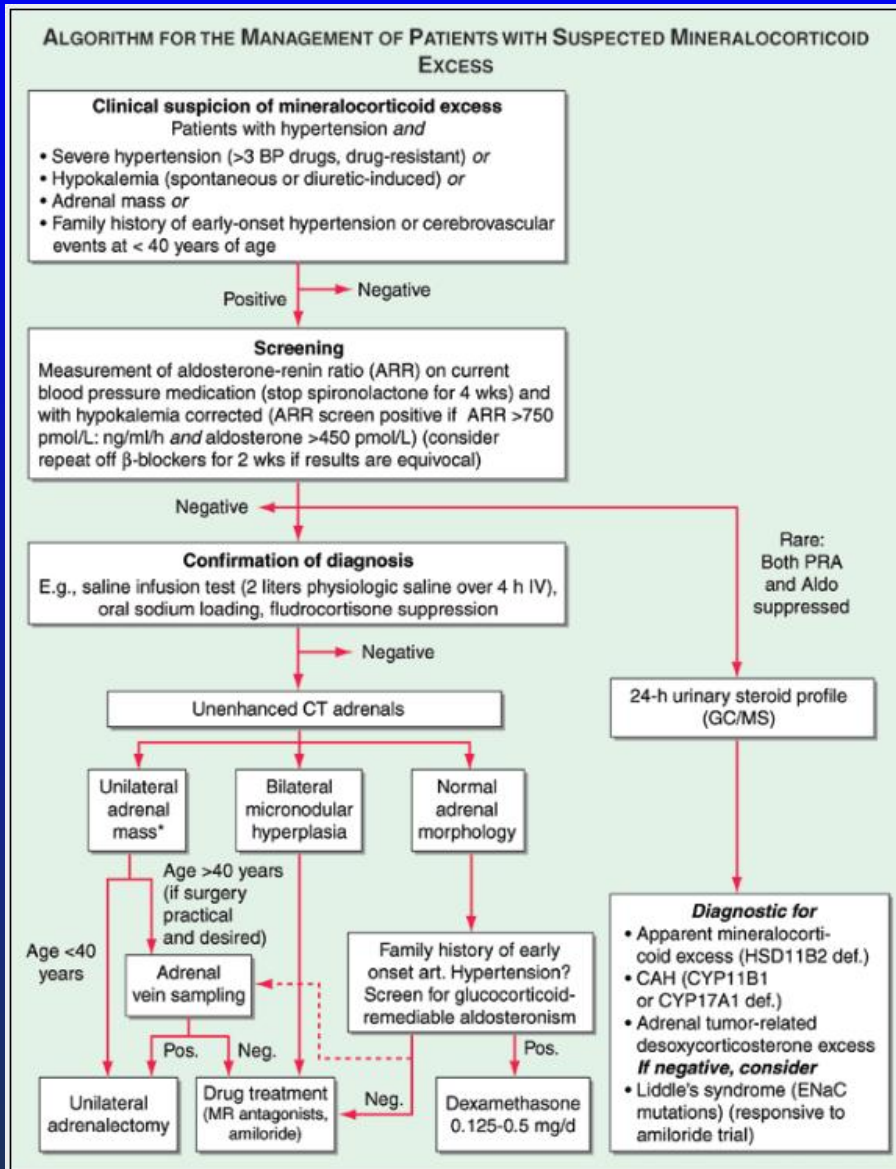 ALGORITHM FOR THE MANAGEMENT OF PATIENTS WITH SUSPECTED MINERALOCORTICOID
EXCESS
Clinical suspicion of mineralocorticoid excess
Patients with hypertension and
• Severe hypertension (>3 BP drugs, drug-resistant) or
• Hypokalemia (spontaneous or diuretic-induced) or
• Adrenal mass or
• Family history of early-onset hypertension or cerebrovascular
events at < 40 years of age
Positive
Negative
Screening
Measurement of aldosterone-renin ratio (ARR) on current
blood pressure medication (stop spironolactone for 4 wks) and
with hypokalemia corrected (ARR screen positive if ARR >750
pmol/L: ng/ml/h and aldosterone >450 pmol/L) (consider
repeat off β-blockers for 2 wks if results are equivocal)
Negative
Rare:
Both PRA
and Aldo
suppressed
Confirmation of diagnosis
E.g., saline infusion test (2 liters physiologic saline over 4 h IV),
oral sodium loading, fludrocortisone suppression
Negative
Unenhanced CT adrenals
24-h urinary steroid profile
(GC/MS)
Unilateral
adrenal
mass*
Bilateral
micronodular
hyperplasia
Normal
adrenal
morphology
Age >40 years
(if surgery
practical
and desired)
Age <40
years
Adrenal
vein sampling
Family history of early
onset art. Hypertension?
Screen for glucocorticoid-
remediable aldosteronism
Pos.
Neg.
Neg.
Pos.
Unilateral
adrenalectomy
Drug treatment
(MR antagonists,
amiloride)
Dexamethasone
0.125-0.5 mg/d
Diagnostic for
• Apparent mineralocorti-
coid excess (HSD11B2 def.)
• CAH (CYP11B1
or CYP17A1 def.)
• Adrenal tumor-related
desoxycorticosterone excess
If negative, consider
• Liddle's syndrome (ENaC
mutations) (responsive to
amiloride trial)